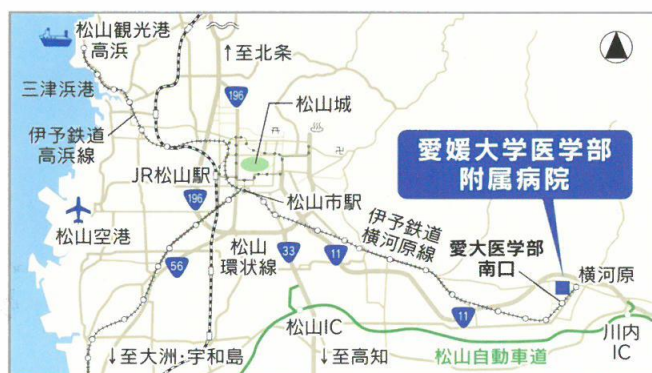 松山観光港
高浜
↑至北条
三津浜港
196
松山城
伊予鉄道
高浜線
愛媛大学医学部
附属病院
JR松山駅
196
松山市駅
伊予鉄道
横河原線
松山空港
愛大医学部
南口
松山
環状線
33
11
横河原
56
11
松山IC
川内
IC
↓至大洲・宇和島
↓至高知
松山自動車道